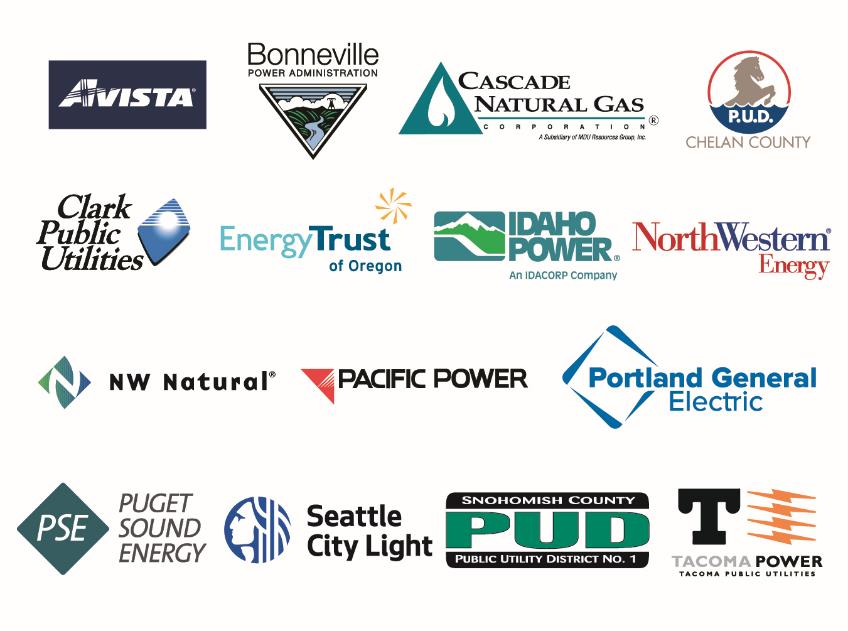 AVISTA®
Bonneville
POWER ADMINISTRATION
CASCADE
NATURAL GAS
CORPORATION®
A Subsidiary of MDU Resources Group, Inc.
P.U.D.
CHELAN COUNTY
Clark
Public
Utilities
EnergyTrust
of Oregon
IDAHO
POWER®
An IDACORP Company
NorthWestern®
Energy
N NW Natural®
PACIFIC POWER
Portland General
Electric
PSE
PUGET
SOUND
ENERGY
Seattle
City Light
SNOHOMISH COUNTY
PUD
PUBLIC UTILITY DISTRICT NO. 1
T
TACOMA POWER
TACOMA PUBLIC UTILITIES